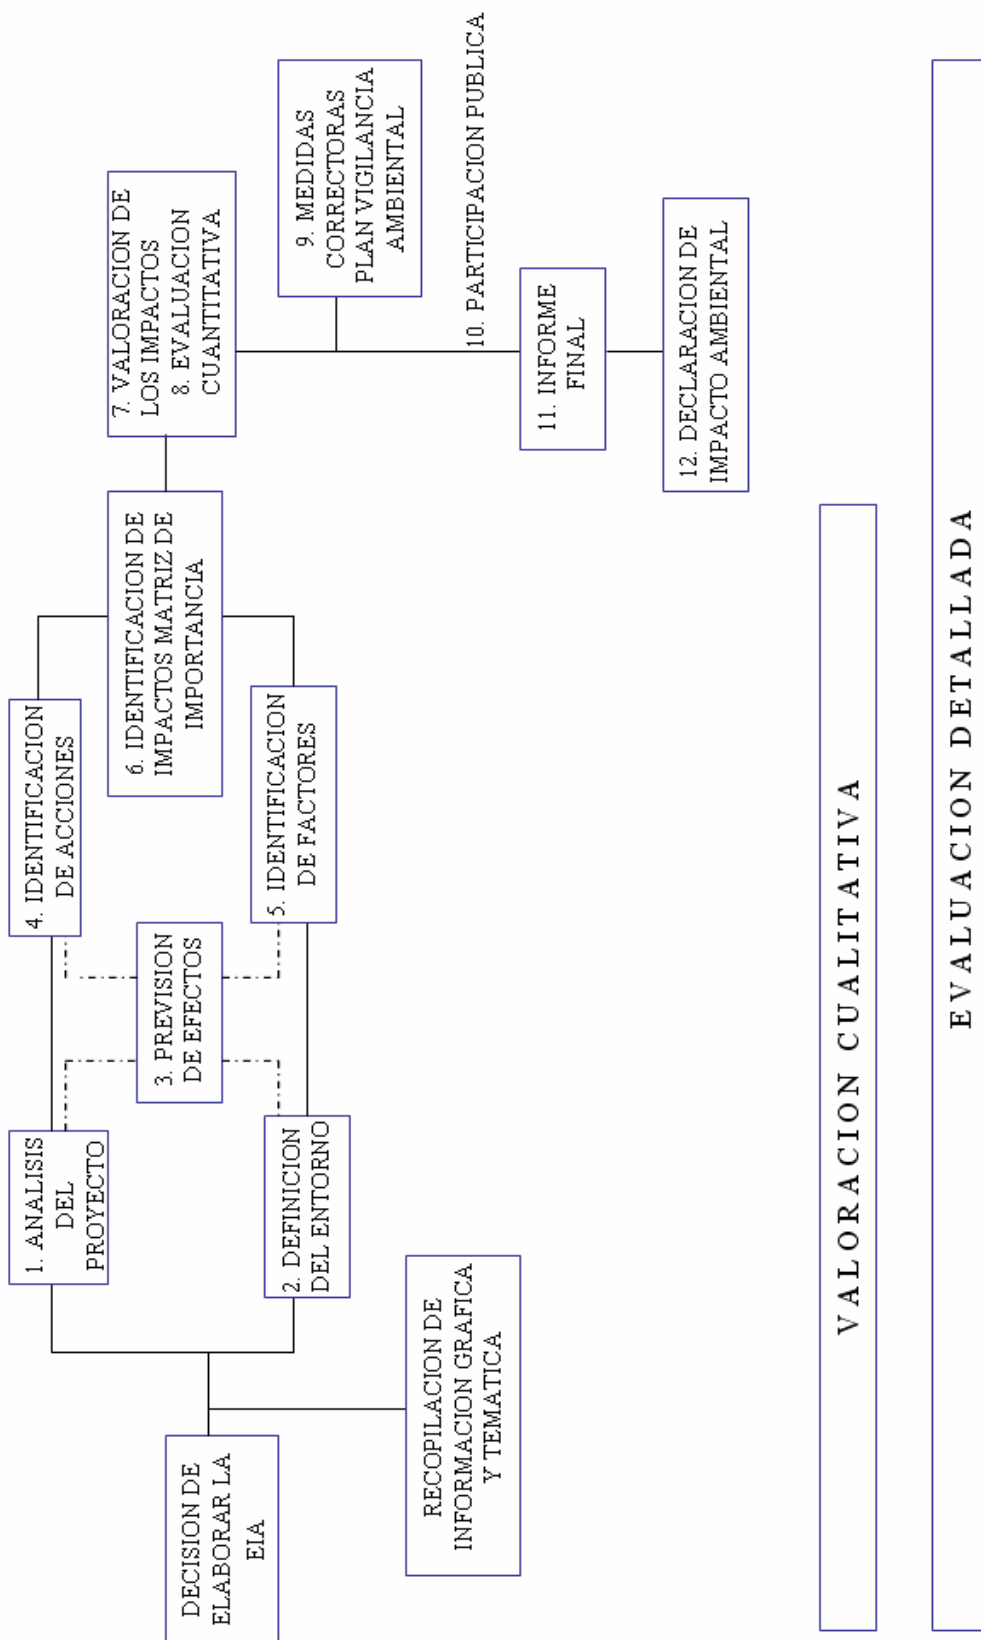 DECISION DE
ELABORAR LA
EIA
RECOPILACION DE
INFORMACION GRAFICA
Y TEMATICA
1. ANALISIS
DEL
PROYECTO
2. DEFINICION
DEL ENTORNO
3. PREVISION
DE EFECTOS
4. IDENTIFICACION
DE ACCIONES
5. IDENTIFICACION
DE FACTORES
6. IDENTIFICACION DE
IMPACTOS MATRIZ DE
IMPORTANCIA
7. VALORACION DE
LOS IMPACTOS
8. EVALUACION
CUANTITATIVA
9. MEDIDAS
CORRECTORAS
PLAN VIGILANCIA
AMBIENTAL
10. PARTICIPACION PUBLICA
11. INFORME
FINAL
12. DECLARACION DE
IMPACTO AMBIENTAL
VALORACION CUALITATIVA
EVALUACION DETALLADA